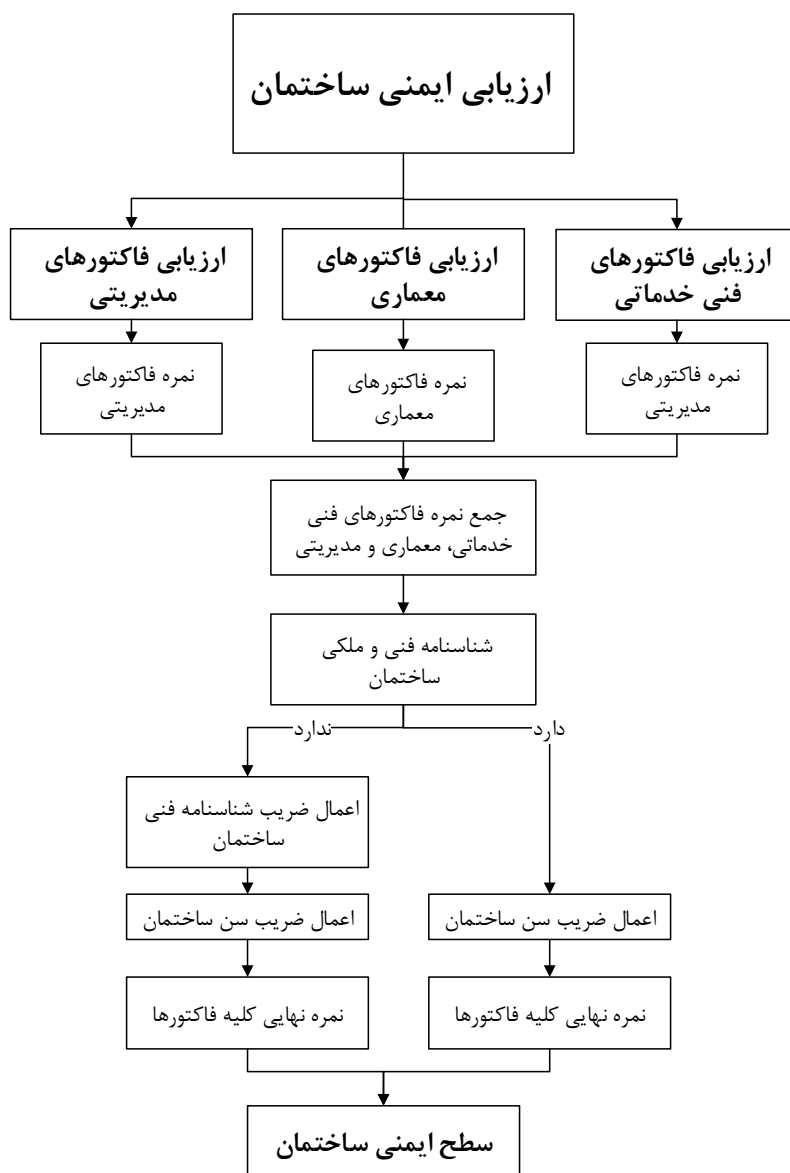 ارزیابی ایمنی ساختمان
ارزیابی فاکتورهای
فنی خدماتی
ارزیابی فاکتورهای
معماری
ارزیابی فاکتورهای
مدیریتی
نمره فاکتورهای
مدیریتی
نمره فاکتورهای
معماری
نمره فاکتورهای
مدیریتی
جمع نمره فاکتورهای فنی
خدماتی، معماری و مدیریتی
شناسنامه فنی و ملکی
ساختمان
دارد
ندارد
اعمال ضریب شناسنامه فنی
ساختمان
اعمال ضریب سن ساختمان
اعمال ضریب سن ساختمان
نمره نهایی کلیه فاکتورها
نمره نهایی کلیه فاکتورها
سطح ایمنی ساختمان